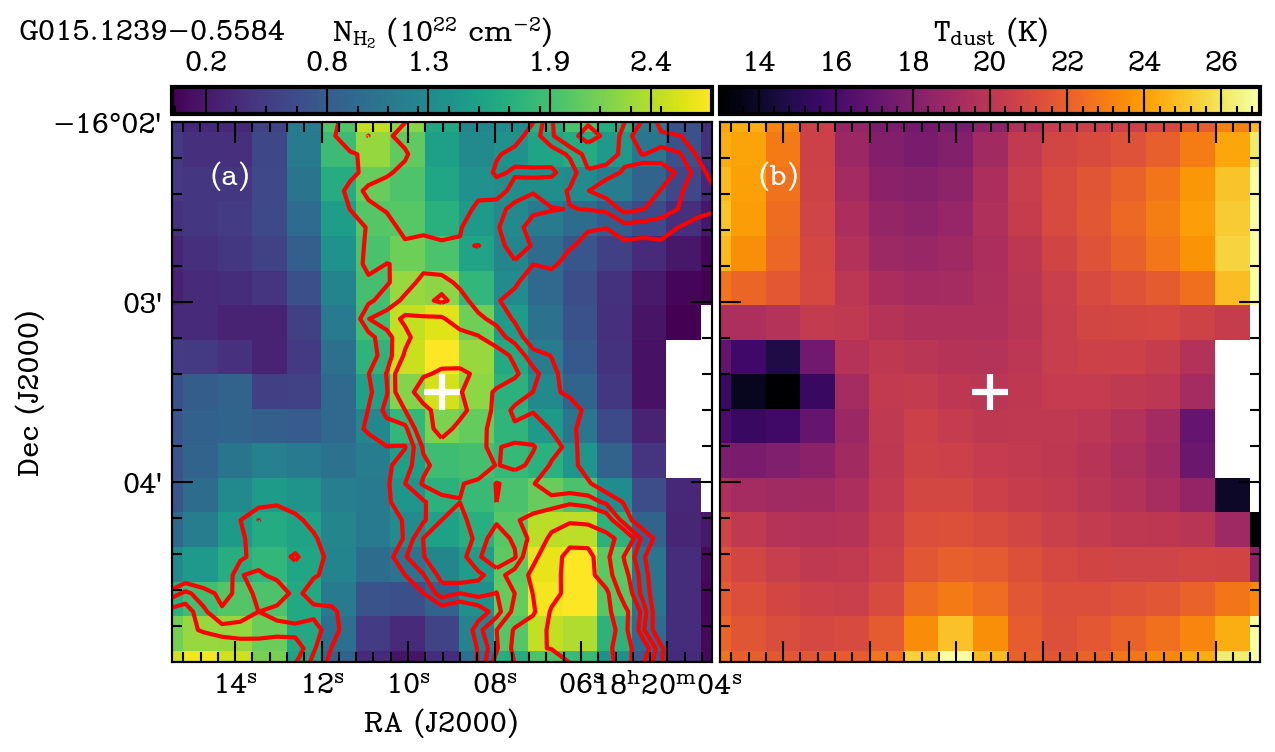 G015.1239−0.5584 N_H₂ (10²² cm⁻²) T_dust (K)
0.2 0.8 1.3 1.9 2.4 14 16 18 20 22 24 26
−16°02'
(a) (b)
03'
04'
Dec (J2000)
14ˢ 12ˢ 10ˢ 08ˢ 06ˢ 18ʰ20ᵐ04ˢ
RA (J2000)